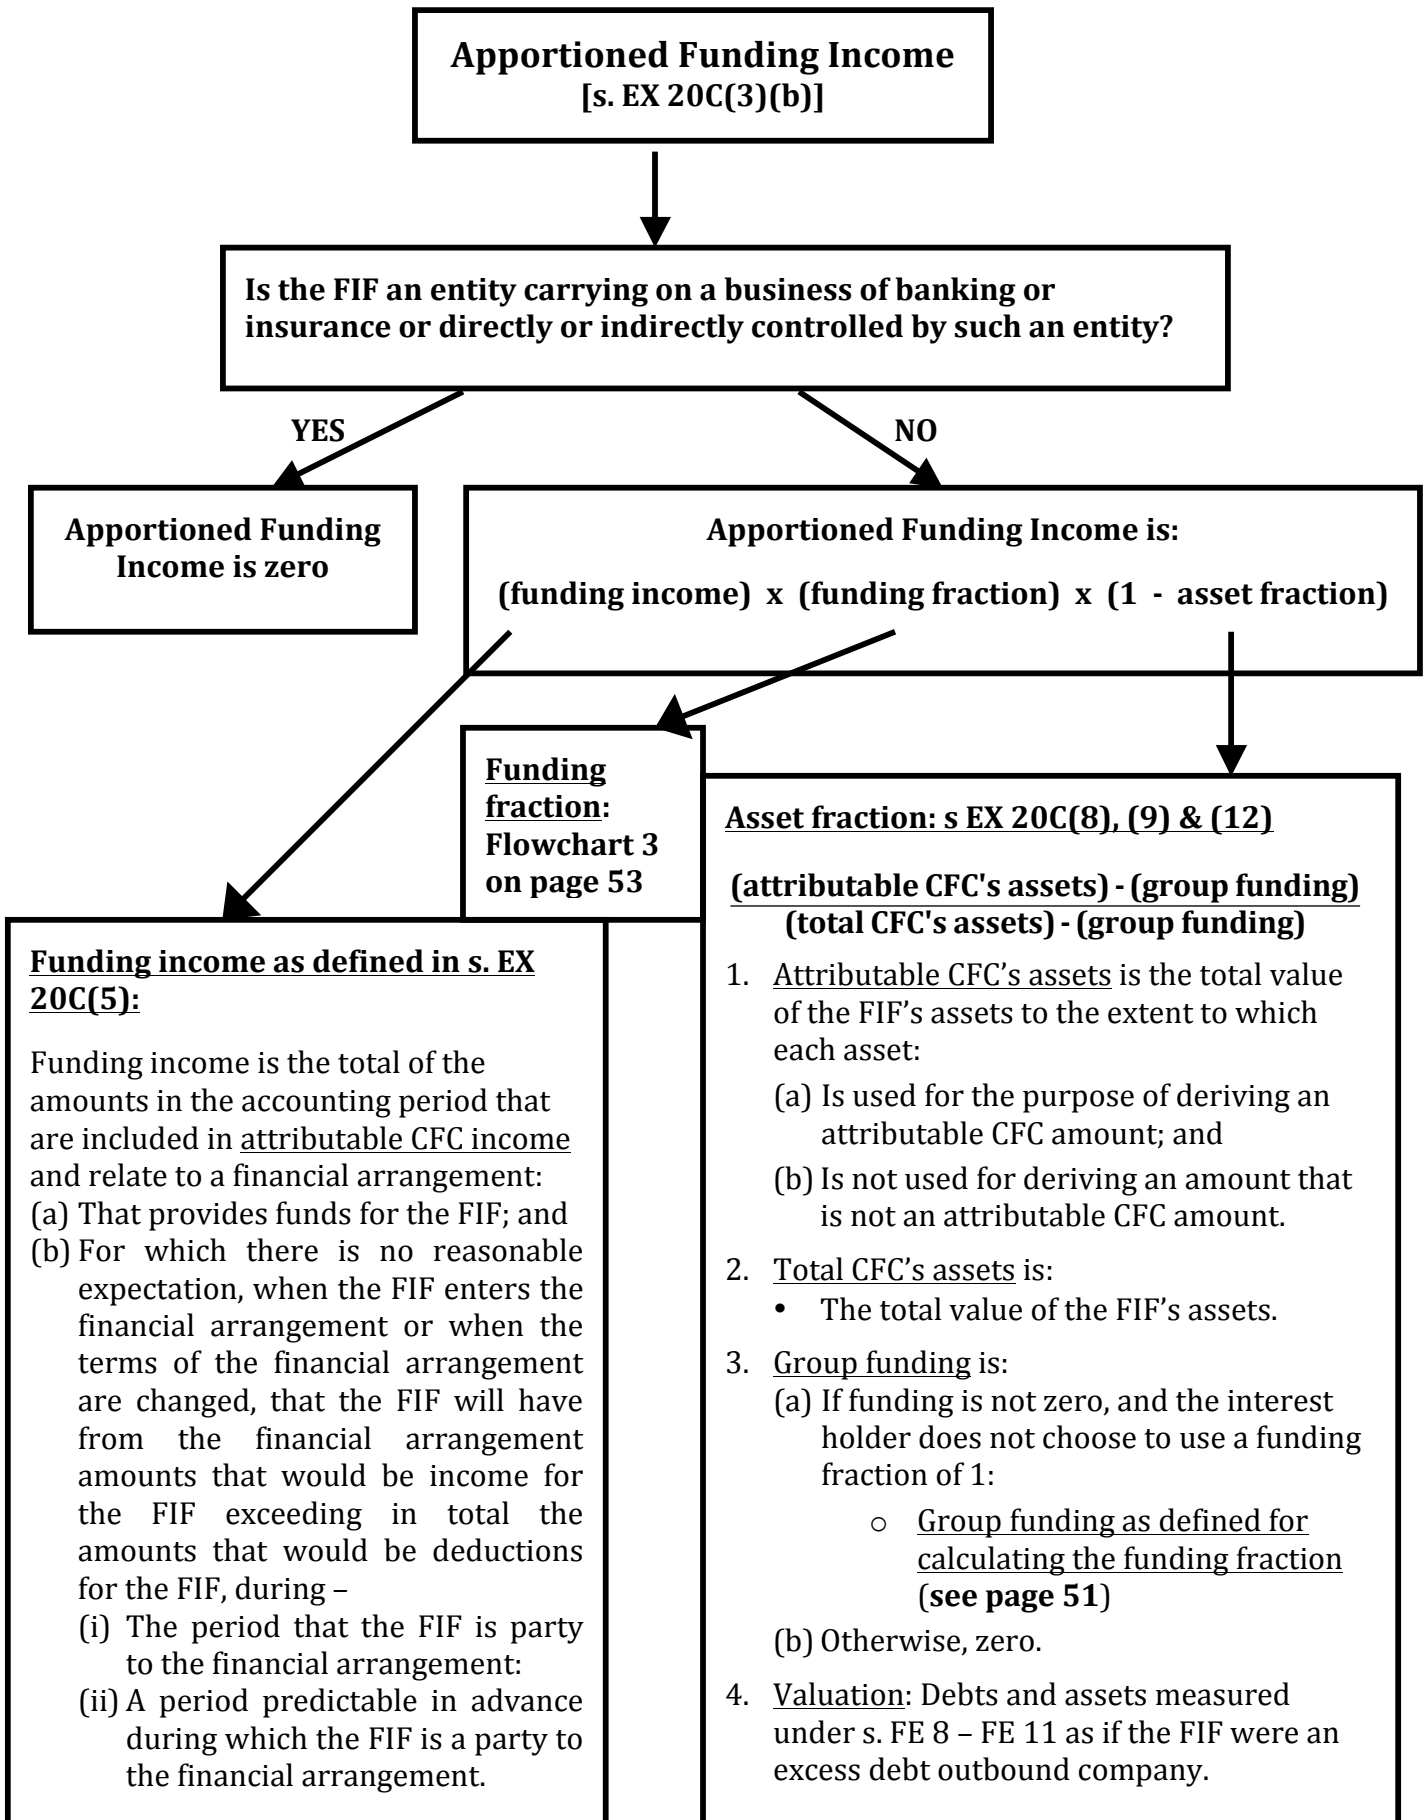 Apportioned Funding Income
[s. EX 20C(3)(b)]
Is the FIF an entity carrying on a business of banking or
insurance or directly or indirectly controlled by such an entity?
YES
NO
Apportioned Funding
Income is zero
Apportioned Funding Income is:
(funding income) x (funding fraction) x (1 - asset fraction)
Funding
fraction:
Flowchart 3
on page 53
Funding income as defined in s. EX
20C(5):
Funding income is the total of the
amounts in the accounting period that
are included in attributable CFC income
and relate to a financial arrangement:
(a) That provides funds for the FIF; and
(b) For which there is no reasonable
expectation, when the FIF enters the
financial arrangement or when the
terms of the financial arrangement
are changed, that the FIF will have
from the financial arrangement
amounts that would be income for
the FIF exceeding in total the
amounts that would be deductions
for the FIF, during –
(i) The period that the FIF is party
to the financial arrangement:
(ii) A period predictable in advance
during which the FIF is a party to
the financial arrangement.
Asset fraction: s EX 20C(8), (9) & (12)
(attributable CFC's assets) - (group funding)
(total CFC's assets) - (group funding)
1. Attributable CFC’s assets is the total value
of the FIF’s assets to the extent to which
each asset:
(a) Is used for the purpose of deriving an
attributable CFC amount; and
(b) Is not used for deriving an amount that
is not an attributable CFC amount.
2. Total CFC’s assets is:
• The total value of the FIF’s assets.
3. Group funding is:
(a) If funding is not zero, and the interest
holder does not choose to use a funding
fraction of 1:
o Group funding as defined for
calculating the funding fraction
(see page 51)
(b) Otherwise, zero.
4. Valuation: Debts and assets measured
under s. FE 8 – FE 11 as if the FIF were an
excess debt outbound company.